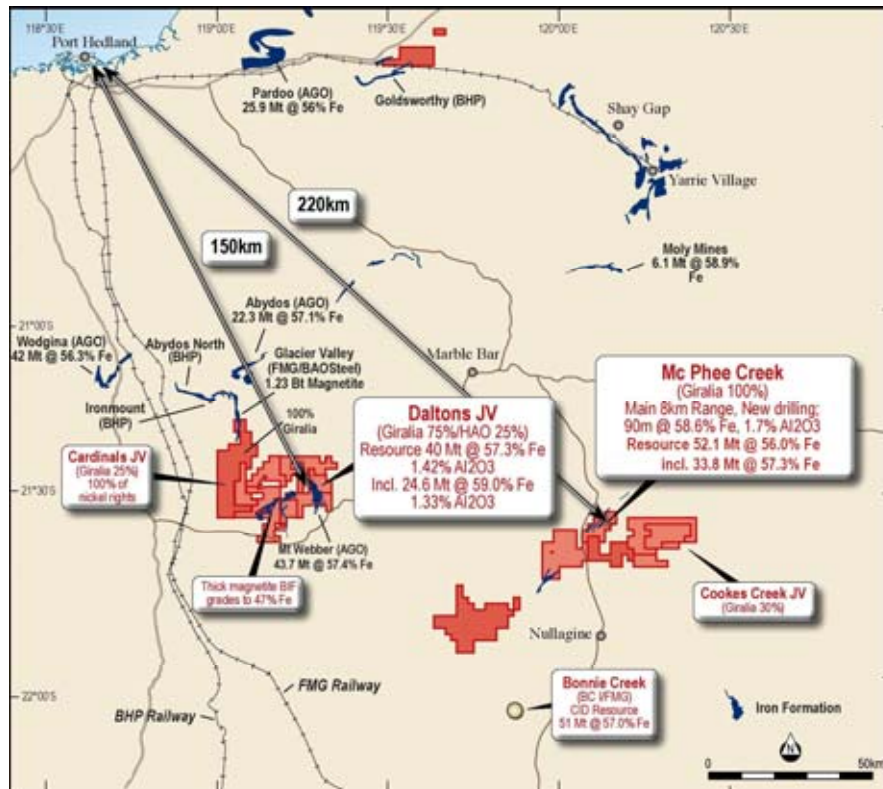 118°30'E
119°00'E
119°30'E
120°00'E
120°30'E
Port Hedland
Pardoo (AGO)
25.9 Mt @ 56% Fe
Goldsworthy (BHP)
Shay Gap
Yarrie Village
220km
150km
Moly Mines
6.1 Mt @ 58.9%
Fe
21°00'S
Abydos (AGO)
22.3 Mt @ 57.1% Fe
Wodgina (AGO)
42 Mt @ 56.3% Fe
Abydos North
(BHP)
Glacier Valley
(FMG/BAOSteel)
1.23 Bt Magnetite
Marble Bar
Ironmount
(BHP)
100%
Giralia
Mc Phee Creek
(Giralia 100%)
Main 8km Range, New drilling;
90m @ 58.6% Fe, 1.7% Al2O3
Resource 52.1 Mt @ 56.0% Fe
incl. 33.8 Mt @ 57.3% Fe
Daltons JV
(Giralia 75%/HAO 25%)
Resource 40 Mt @ 57.3% Fe
1.42% Al2O3
Incl. 24.6 Mt @ 59.0% Fe
1.33% Al2O3
Cardinals JV
(Giralia 25%)
100% of
nickel rights
21°30'S
Mt Webber (AGO)
43.7 Mt @ 57.4% Fe
Thick magnetite BIF
grades to 47% Fe
Cookes Creek JV
(Giralia 30%)
Nullagine
22°00'S
FMG Railway
BHP Railway
Bonnie Creek
(BC I/FMG)
CID Resource
51 Mt @ 57.0% Fe
Iron Formation
N
0
50km